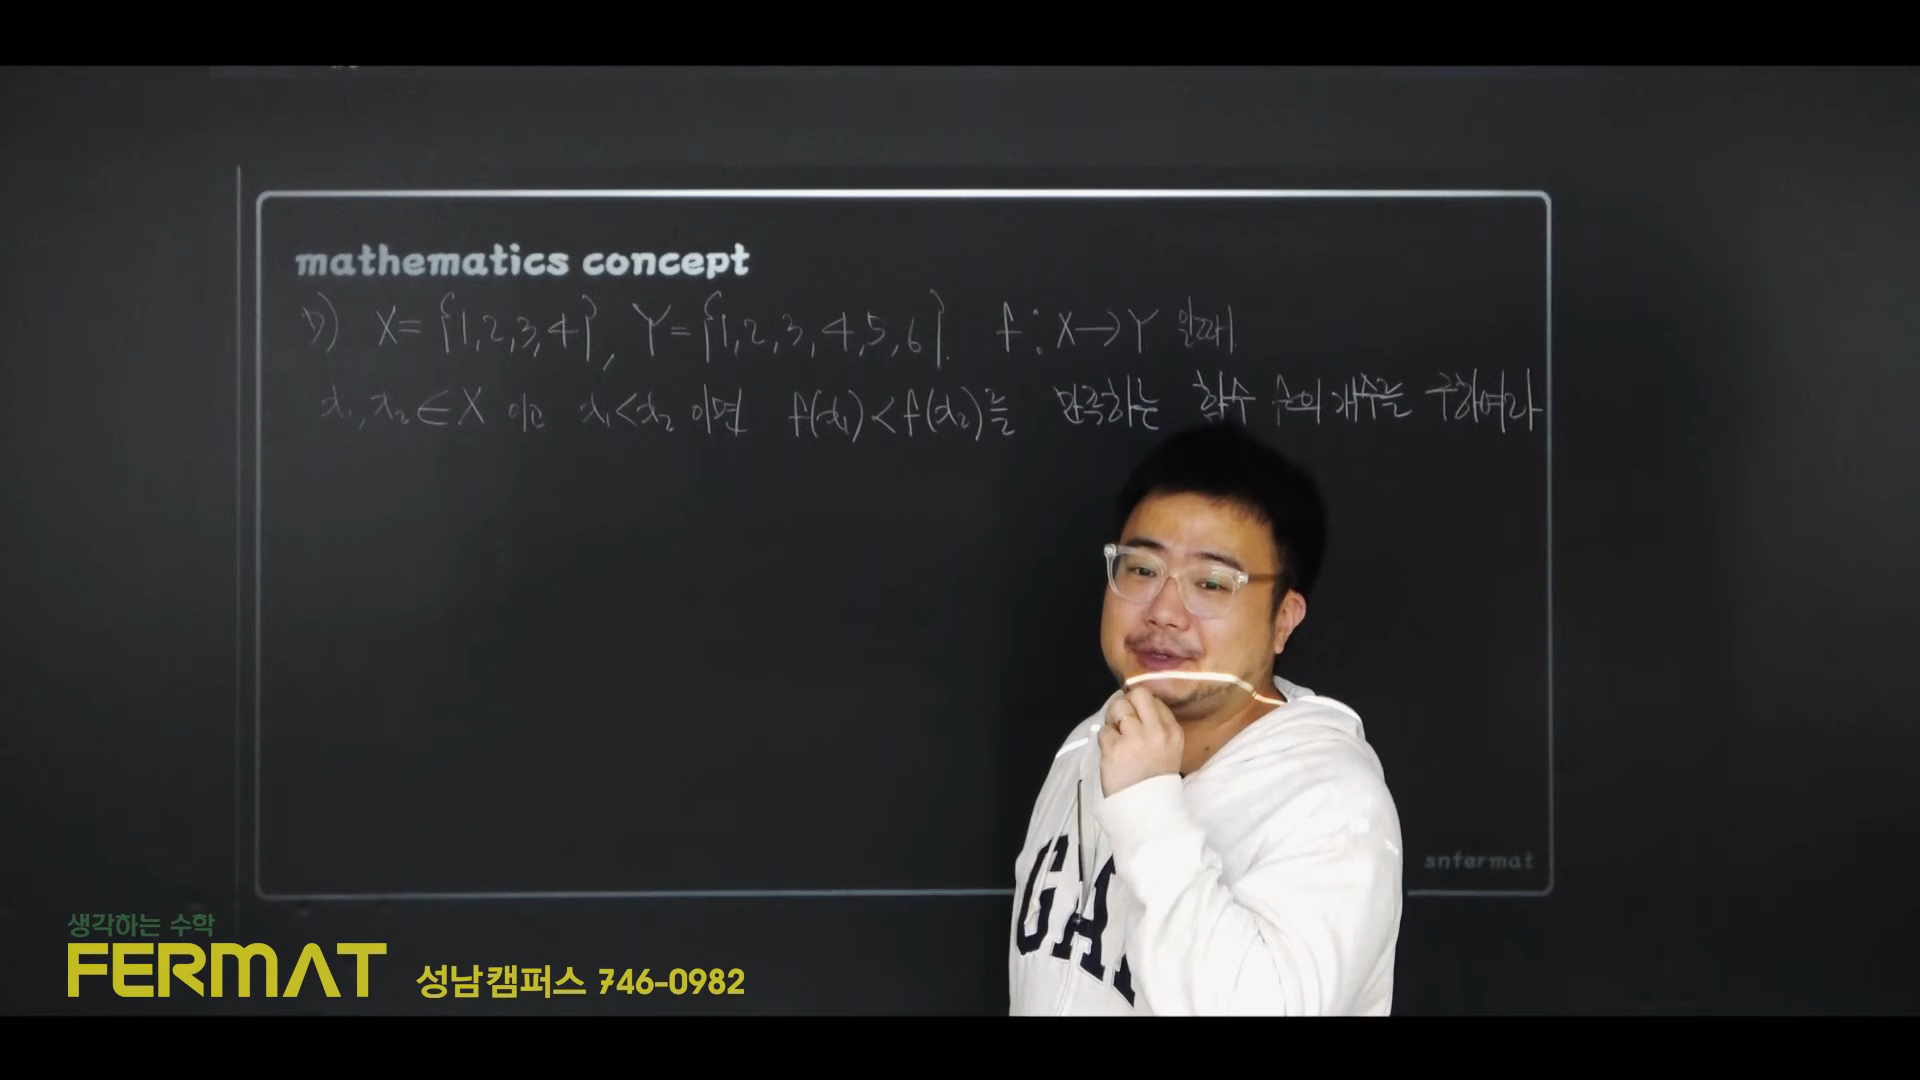 mathematics concept
7) X = {1,2,3,4}, Y = {1,2,3,4,5,6}. f : X → Y 일때
x₁, x₂ ∈ X 이고 x₁ < x₂ 이면 f(x₁) < f(x₂)를 만족하는 함수 f의 개수를 구하여라
snfermat
생각하는 수학
FERMAT 성남캠퍼스 746-0982
GAP